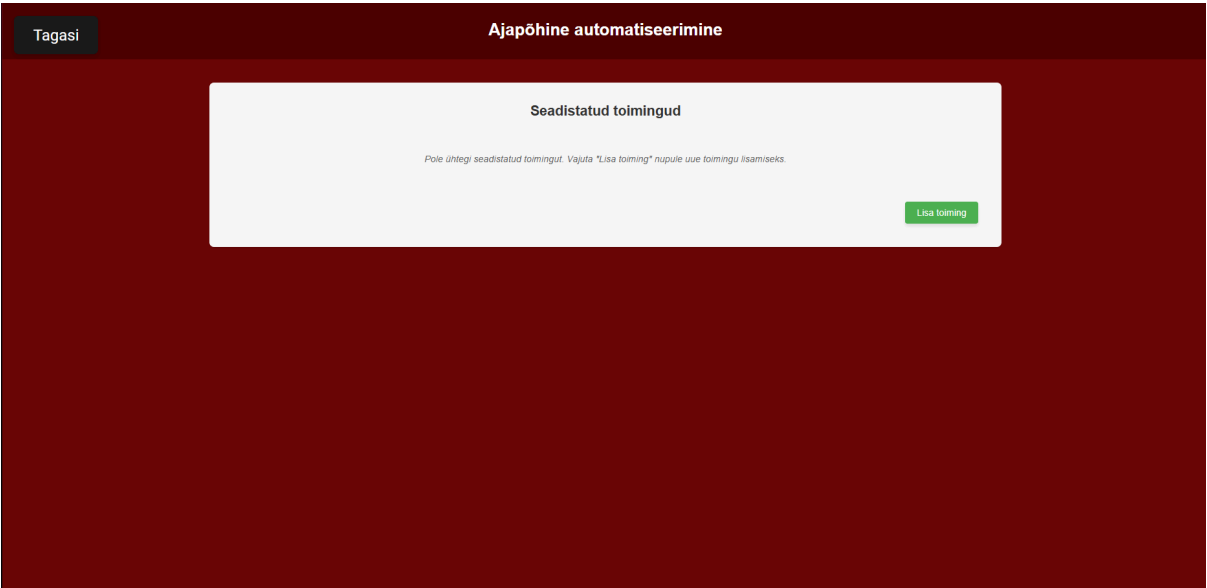 Tagasi
Ajapõhine automatiseerimine
Seadistatud toimingud
Pole ühtegi seadistatud toimingut. Vajuta "Lisa toiming" nupule uue toimingu lisamiseks.
Lisa toiming